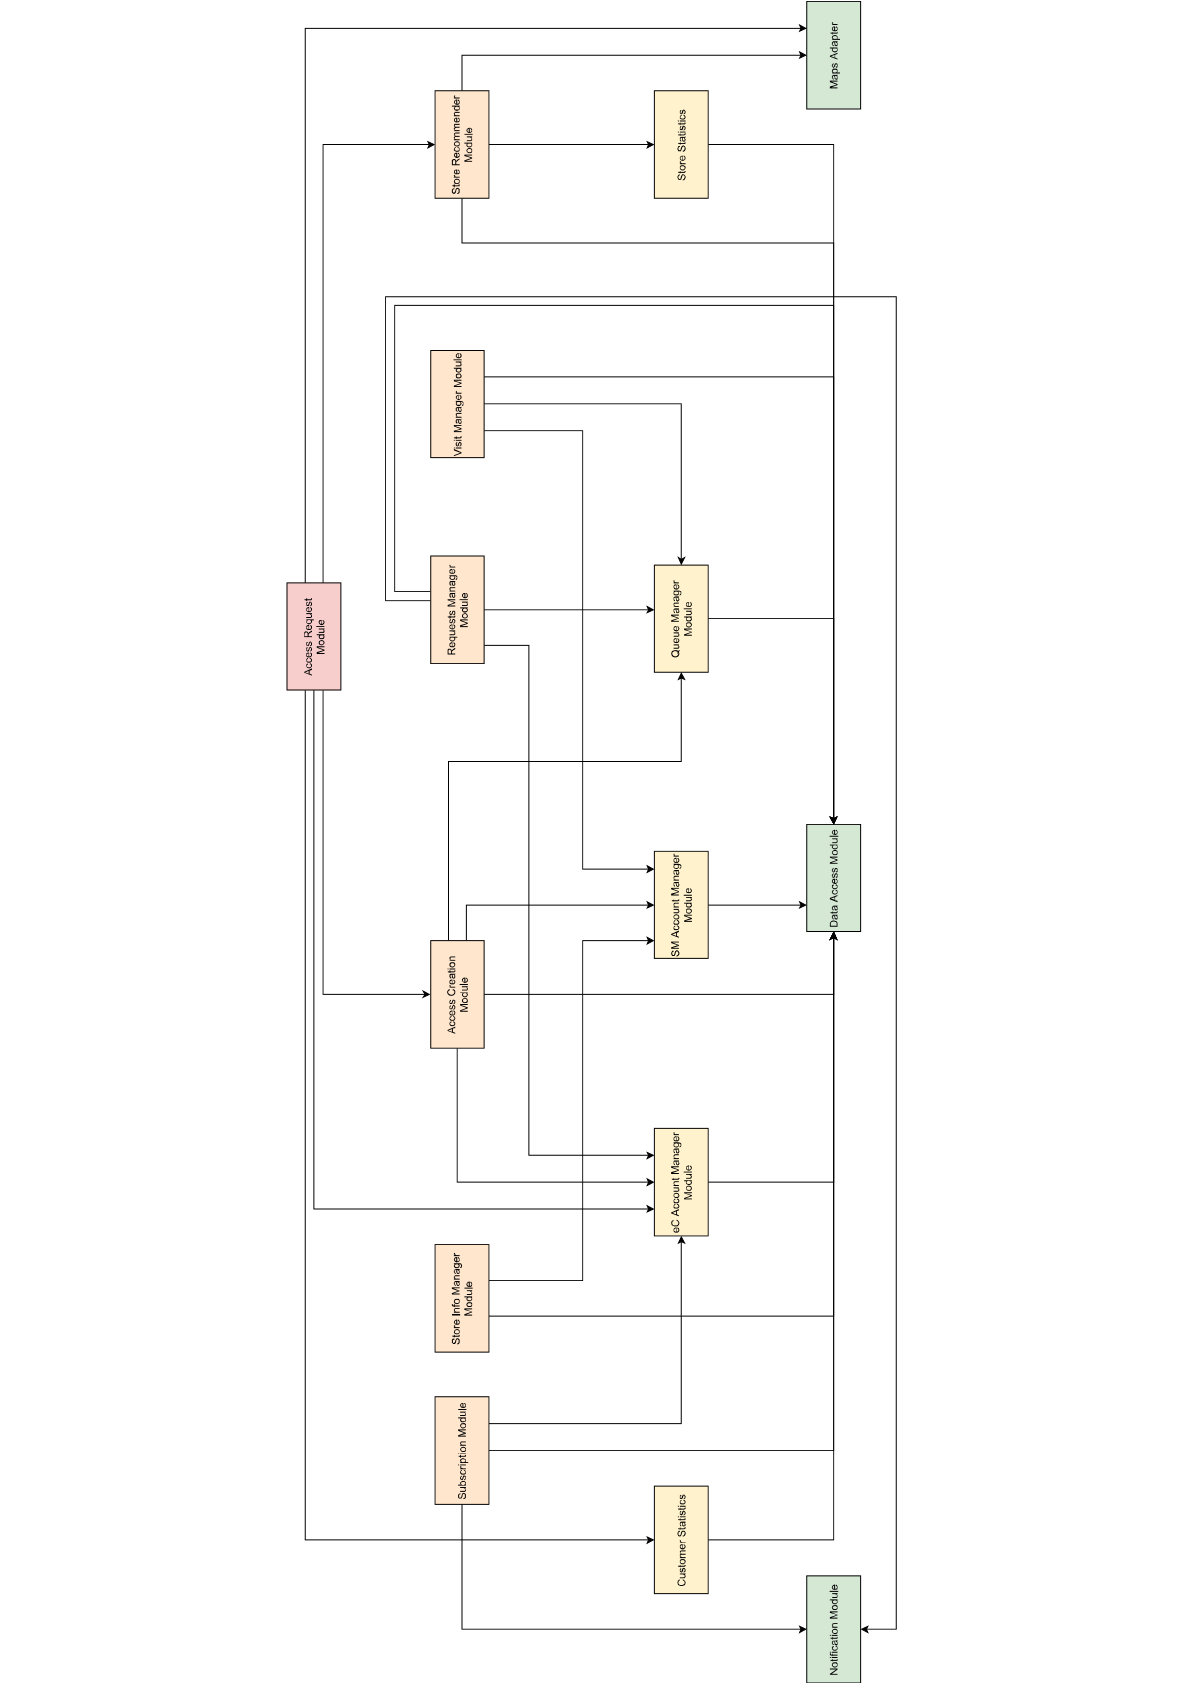 Access Request
Module
Subscription Module
Store Info Manager
Module
Access Creation
Module
Requests Manager
Module
Visit Manager Module
Store Recommender
Module
Customer Statistics
eC Account Manager
Module
SM Account Manager
Module
Queue Manager
Module
Store Statistics
Notification Module
Data Access Module
Maps Adapter